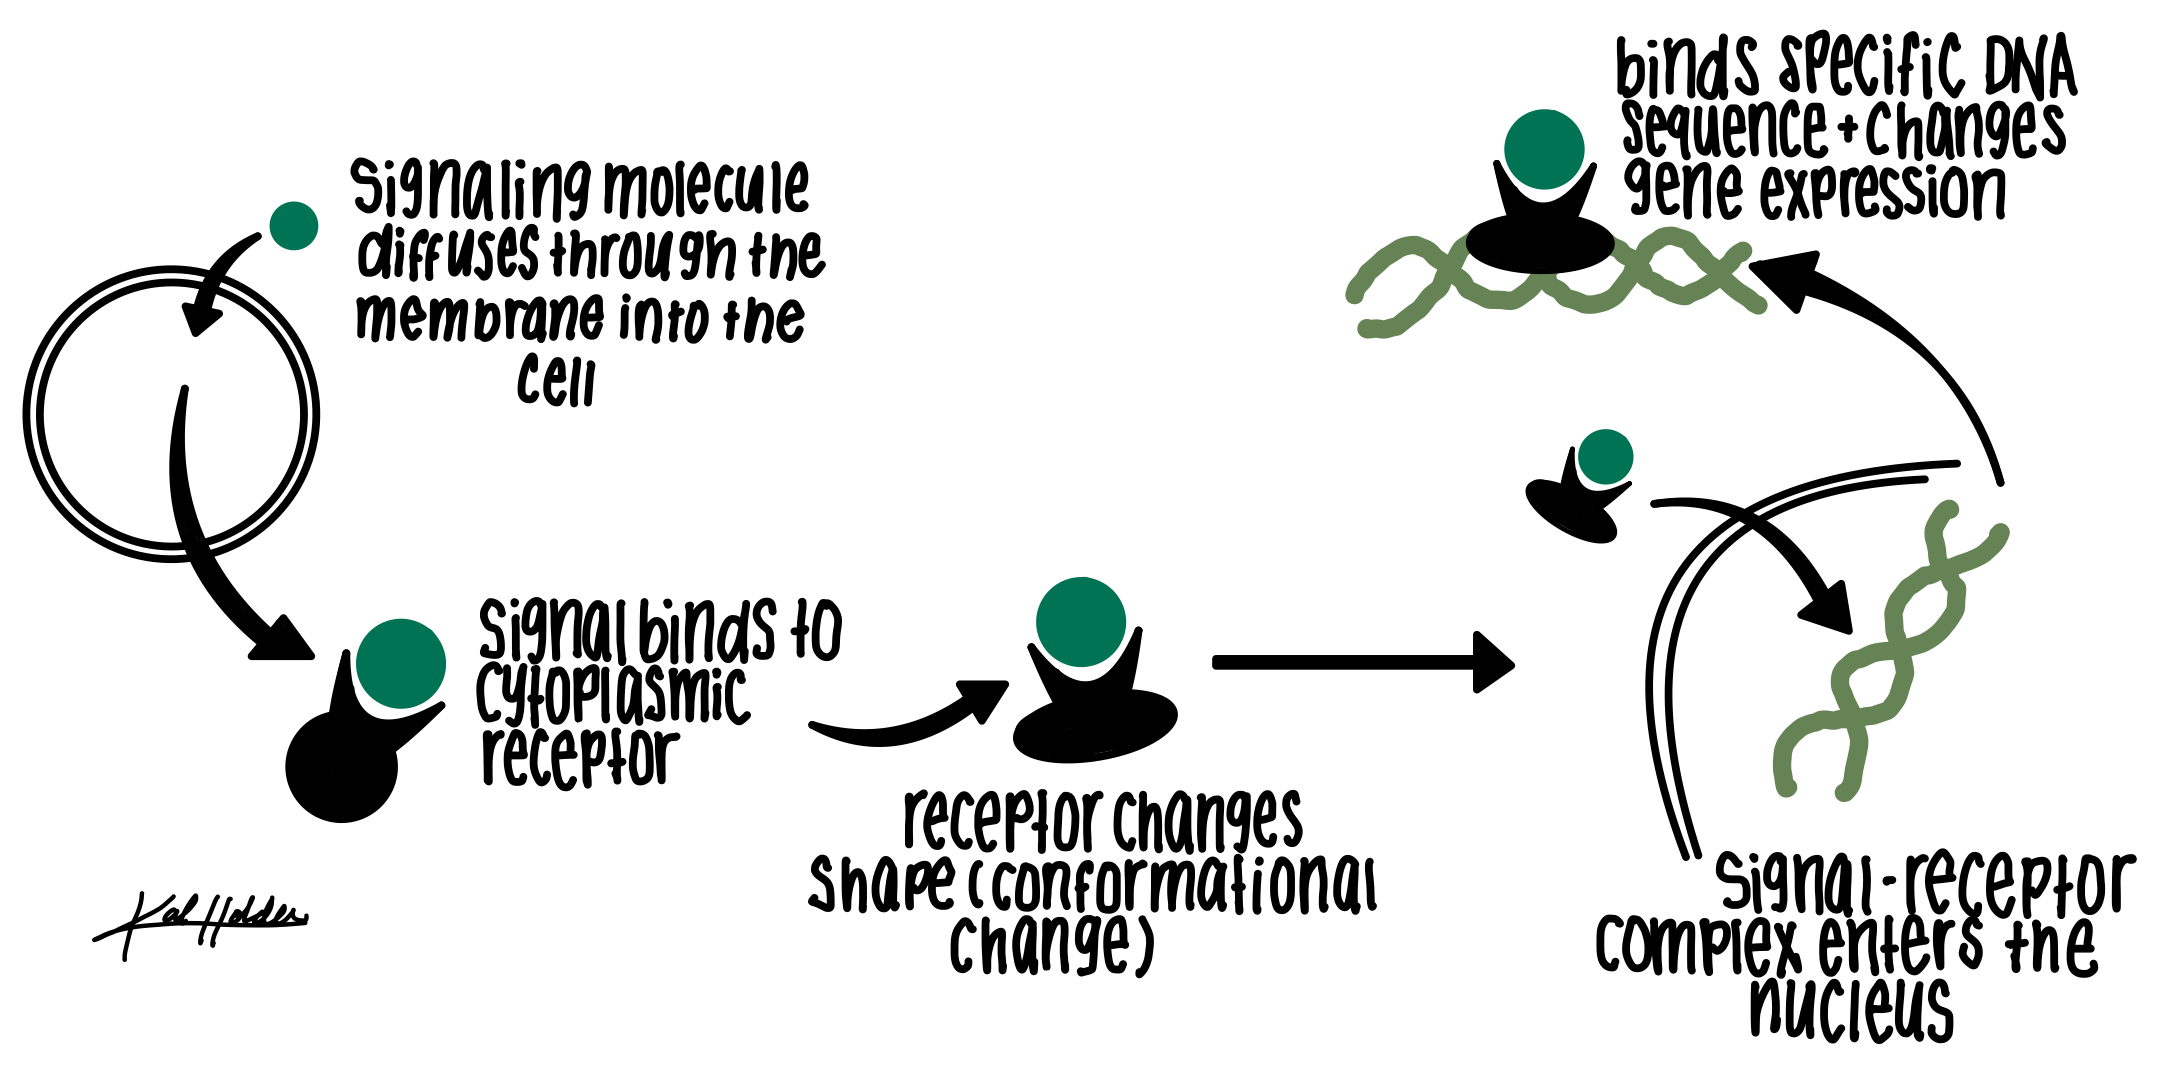 Signaling molecule
diffuses through the
membrane into the
cell
Signal binds to
cytoplasmic
receptor
receptor changes
shape (conformational
change)
Signal-receptor
complex enters the
nucleus
binds specific DNA
sequence + changes
gene expression
Kal Holder